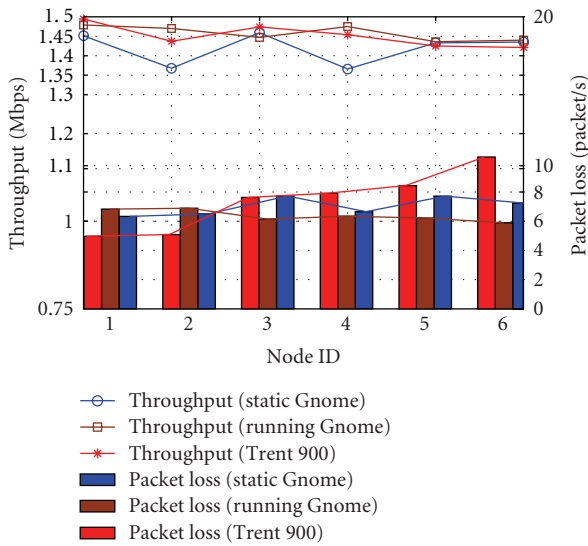 1.5
1.45
1.4
1.35
1.3
1.2
1.1
1
0.75
Throughput (Mbps)
20
10
8
6
4
2
0
Packet loss (packet/s)
1 2 3 4 5 6
Node ID
Throughput (static Gnome)
Throughput (running Gnome)
Throughput (Trent 900)
Packet loss (static Gnome)
Packet loss (running Gnome)
Packet loss (Trent 900)